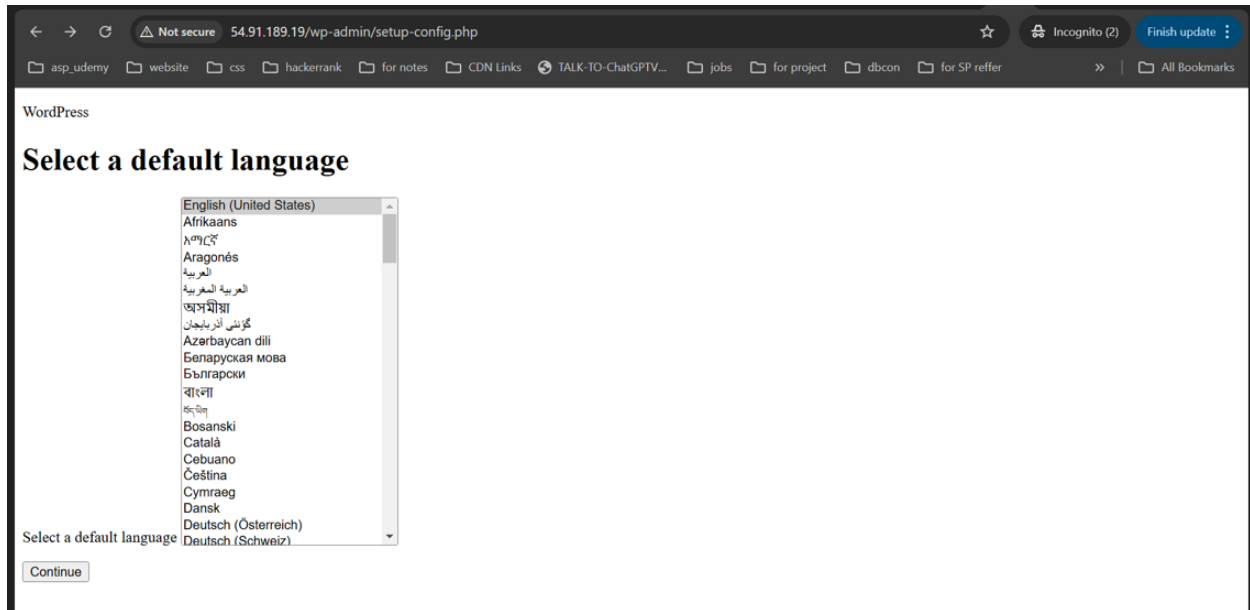 Not secure 54.91.189.19/wp-admin/setup-config.php Incognito (2) Finish update
asp_udemy website css hackerrank for notes CDN Links TALK-TO-ChatGPTV... jobs for project dbcon for SP reffer » All Bookmarks
WordPress
Select a default language
English (United States)
Afrikaans
አማርኛ
Aragonés
العربية
العربية المغربية
অসমীয়া
گؤنئی آذربایجان
Azərbaycan dili
Беларуская мова
Български
বাংলা
བོད་ཡིག
Bosanski
Català
Cebuano
Čeština
Cymraeg
Dansk
Deutsch (Österreich)
Select a default language Deutsch (Schweiz)
Continue